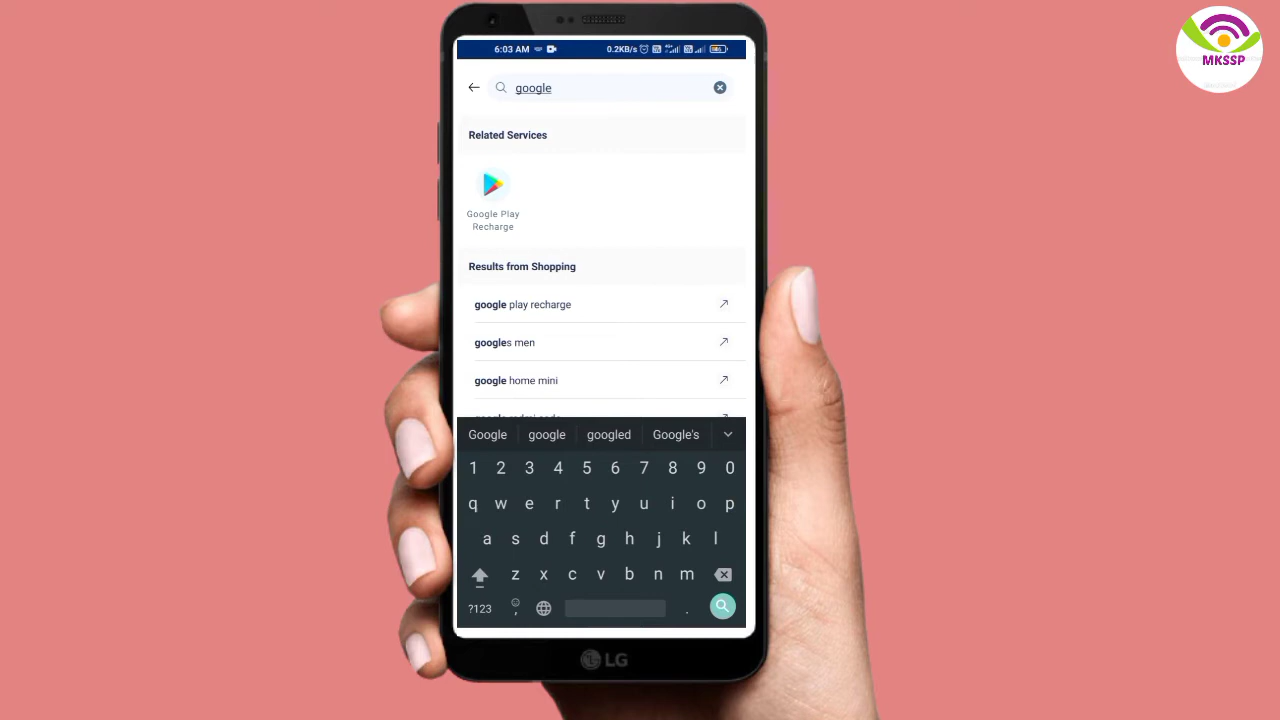 MKSSP
6:03 AM 0.2KB/s
google
Related Services
Google Play
Recharge
Results from Shopping
google play recharge
googles men
google home mini
Google google googled Google's
1 2 3 4 5 6 7 8 9 0
q w e r t y u i o p
a s d f g h j k l
z x c v b n m
?123 , .
LG